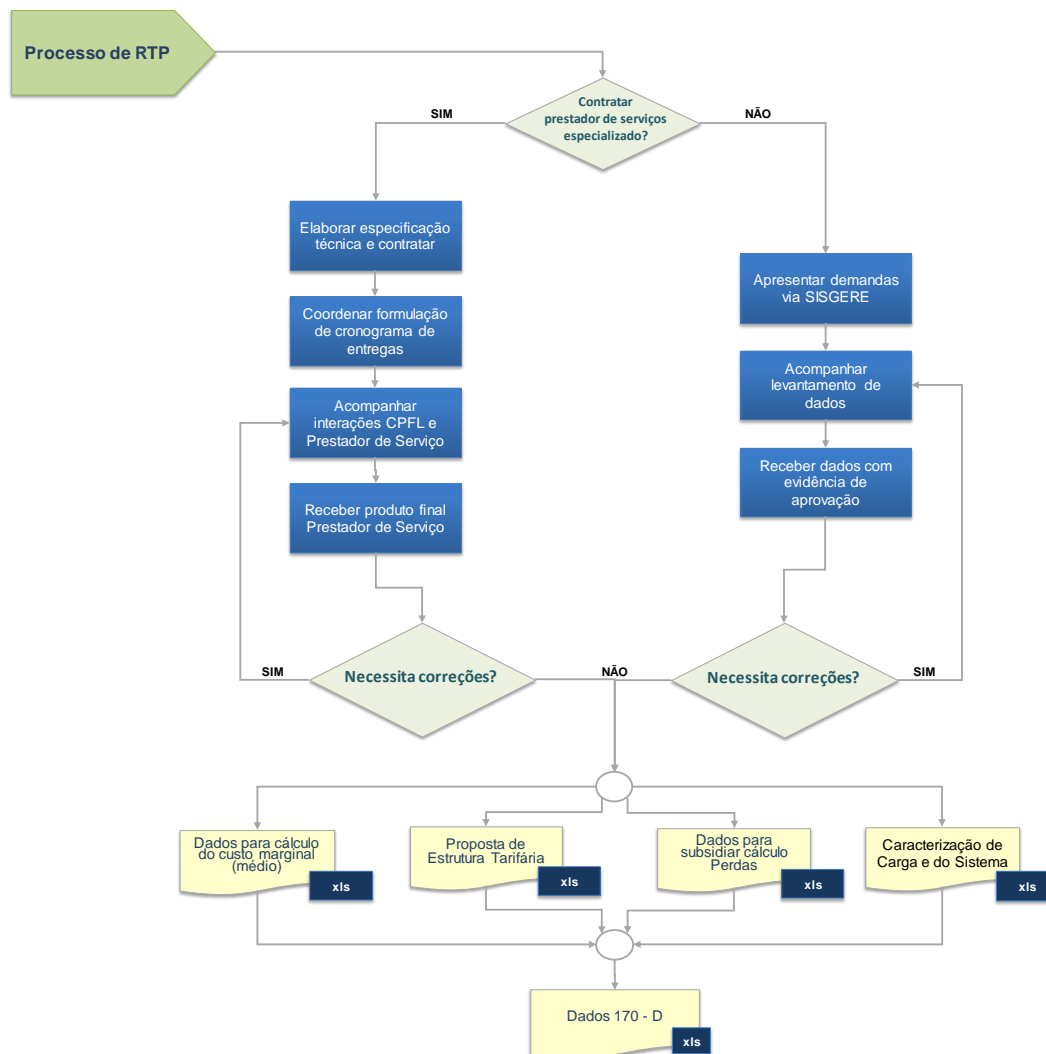 Processo de RTP
Contratar
prestador de serviços
especializado?
SIM
NÃO
Elaborar especificação
técnica e contratar
Coordenar formulação
de cronograma de
entregas
Acompanhar
interações CPFL e
Prestador de Serviço
Receber produto final
Prestador de Serviço
Apresentar demandas
via SISGERE
Acompanhar
levantamento de
dados
Receber dados com
evidência de
aprovação
Necessita correções?
SIM
NÃO
Necessita correções?
SIM
Dados para cálculo
do custo marginal
(médio)
xls
Proposta de
Estrutura Tarifária
xls
Dados para
subsidiar cálculo
Perdas
xls
Caracterização de
Carga e do Sistema
xls
Dados 170 - D
xls